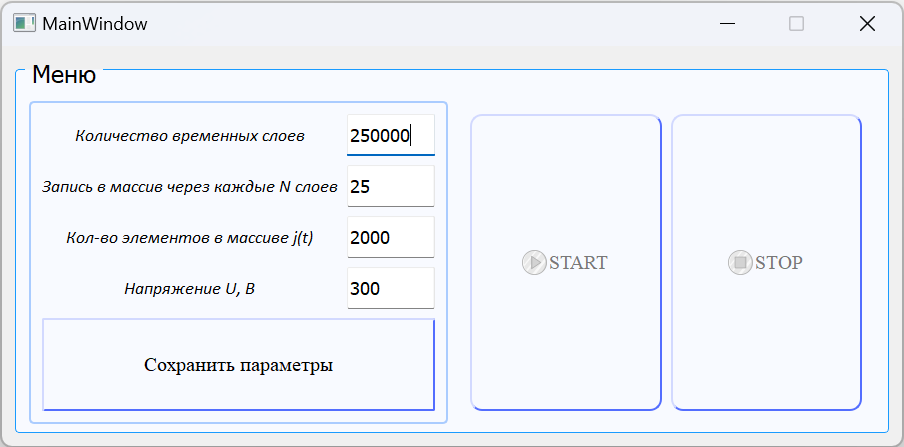 MainWindow
Меню
Количество временных слоев 250000
Запись в массив через каждые N слоев 25
Кол-во элементов в массиве j(t) 2000
Напряжение U, В 300
Сохранить параметры
START
STOP